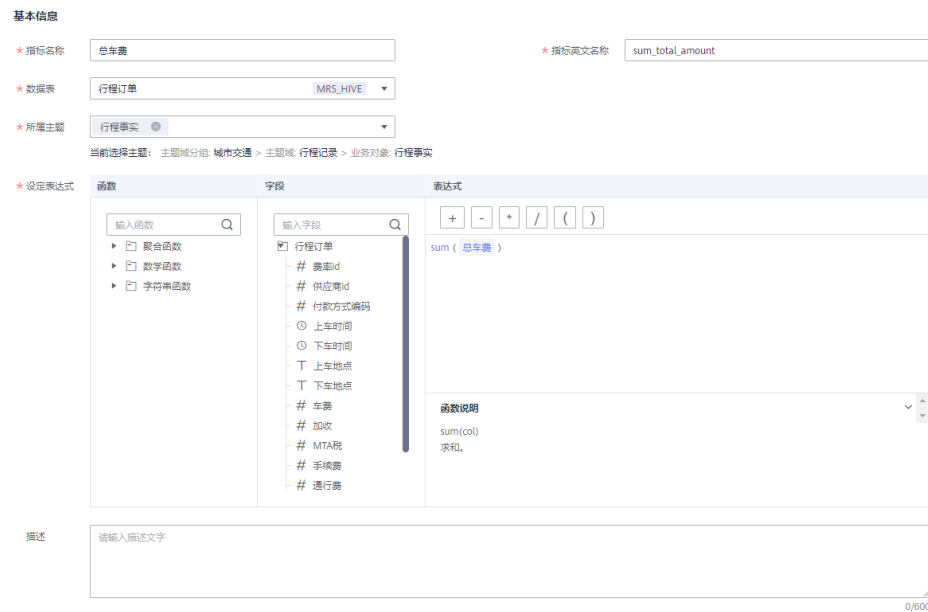 基本信息
* 指标名称 总车费 * 指标英文名称 sum_total_amount
* 数据表 行程订单 MRS_HIVE
* 所属主题 行程事实
当前选择主题： 主题域分组: 城市交通 > 主题域: 行程记录 > 业务对象: 行程事实
* 设定表达式 函数 字段 表达式
输入函数 输入字段 + - * / ( )
聚合函数 行程订单 sum ( 总车费 )
数学函数 费率id
字符串函数 供应商id
付款方式编码
上车时间
下车时间
上车地点
下车地点
车费
加收
MTA税
手续费
通行费
函数说明
sum(col)
求和。
描述 请输入描述文字
0/600